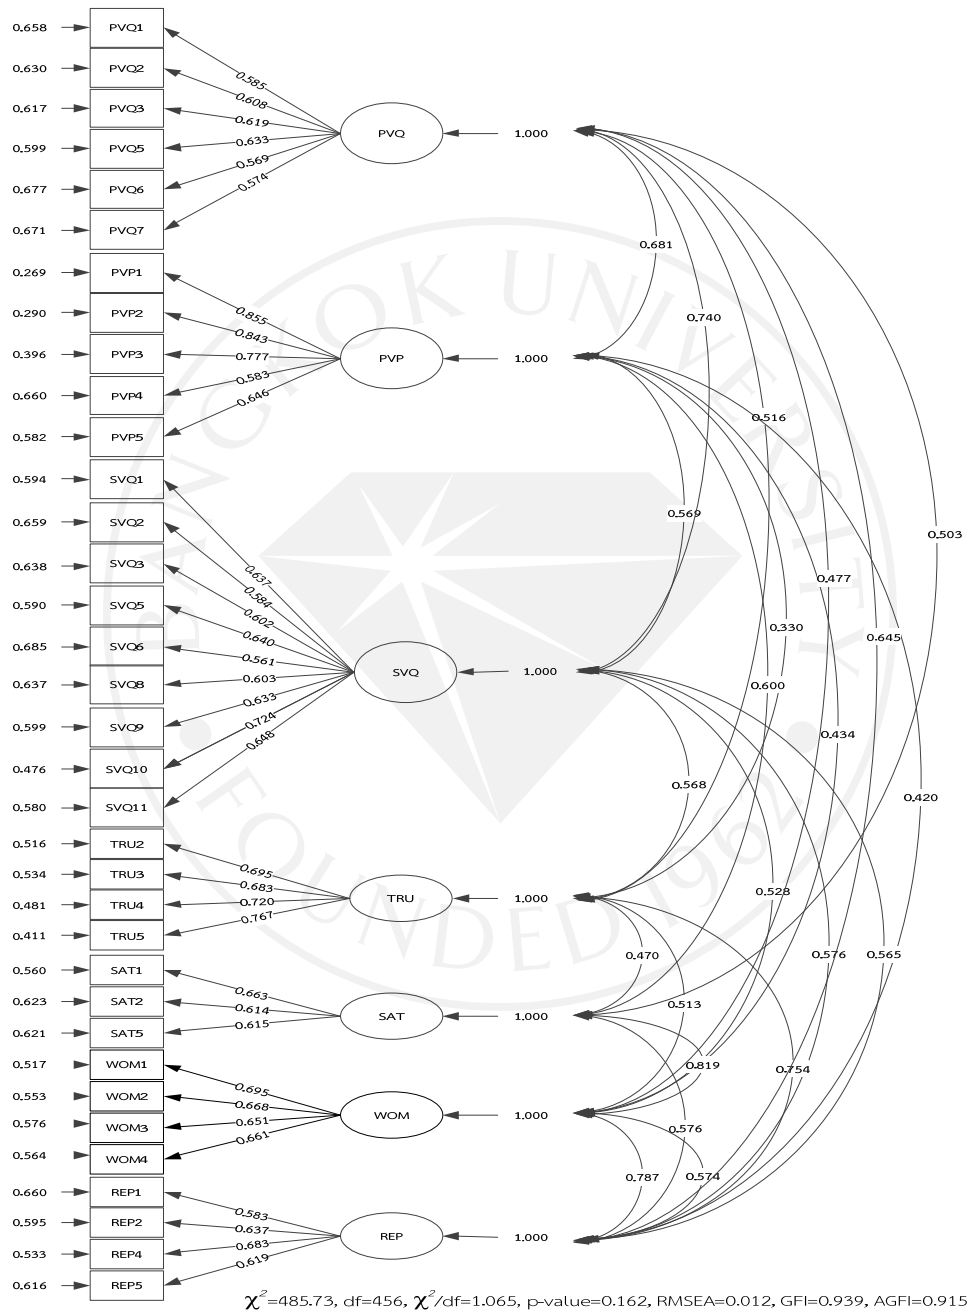 0.658 PVQ1
0.585
0.630 PVQ2
0.608
0.617 PVQ3
0.619
PVQ 1.000
0.599 PVQ5
0.633
0.569
0.677 PVQ6
0.574
0.671 PVQ7
0.681
0.269 PVP1
0.855
0.290 PVP2
0.740
0.843
0.396 PVP3
0.777
PVP 1.000
0.583
0.660 PVP4
0.646
0.516
0.582 PVP5
0.594 SVQ1
0.569
0.659 SVQ2
0.503
0.638 SVQ3
0.637
0.477
0.584
0.590 SVQ5
0.602
0.330
0.640
0.645
0.685 SVQ6
0.561
SVQ 1.000
0.603
0.637 SVQ8
0.600
0.633
0.724
0.599 SVQ9
0.434
0.648
0.476 SVQ10
0.568
0.420
0.580 SVQ11
0.516 TRU2
0.695
0.534 TRU3
0.683
0.528
TRU 1.000
0.720
0.481 TRU4
0.767
0.411 TRU5
0.470
0.576
0.565
0.560 SAT1
0.663
0.623 SAT2
0.614
0.513
SAT 1.000
0.615
0.621 SAT5
0.517 WOM1
0.819
0.754
0.695
0.553 WOM2
0.668
WOM 1.000
0.651
0.576 WOM3
0.576
0.661
0.564 WOM4
0.787
0.574
0.660 REP1
0.583
0.595 REP2
0.637
REP 1.000
0.683
0.533 REP4
0.619
0.616 REP5
χ²=485.73, df=456, χ²/df=1.065, p-value=0.162, RMSEA=0.012, GFI=0.939, AGFI=0.915
BANGKOK UNIVERSITY
FOUNDED 1962